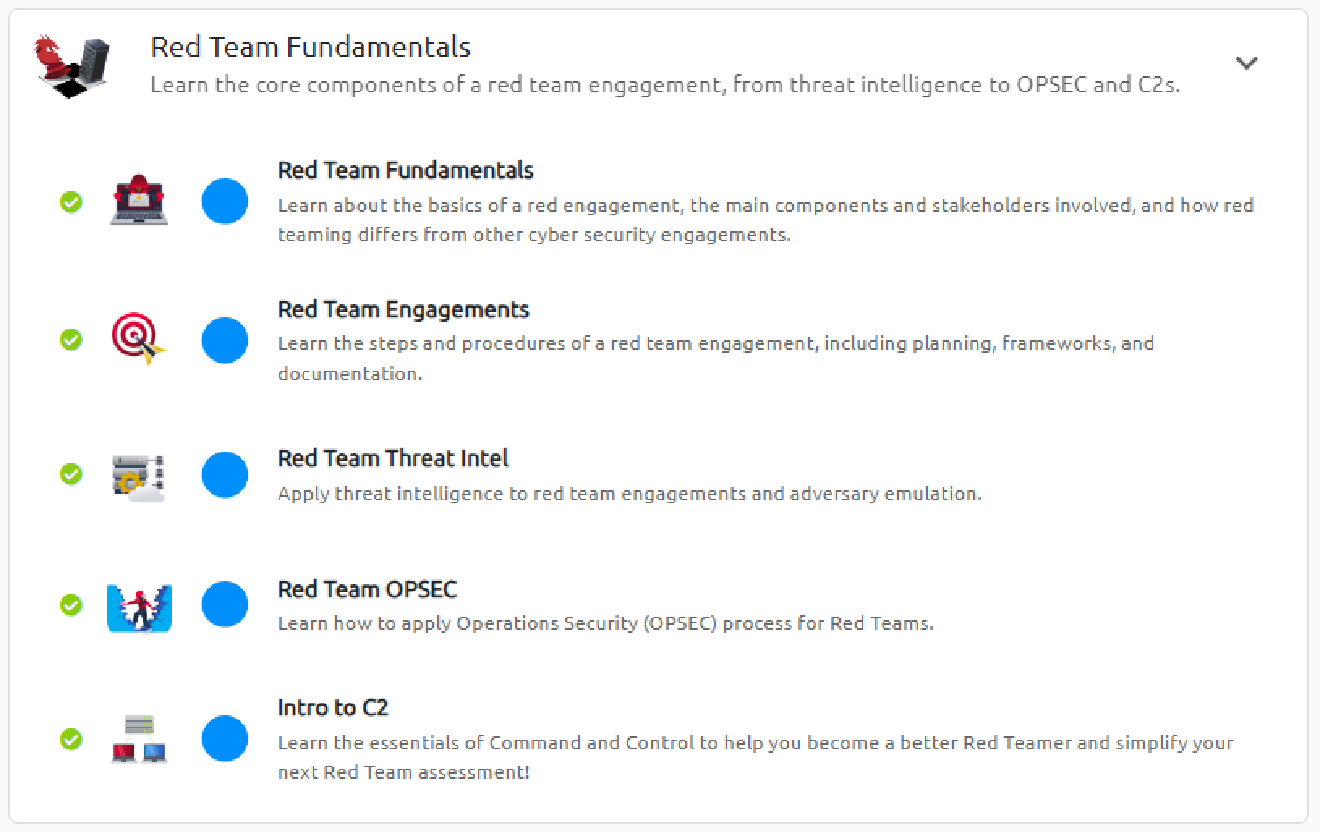 Red Team Fundamentals
Learn the core components of a red team engagement, from threat intelligence to OPSEC and C2s.
Red Team Fundamentals
Learn about the basics of a red engagement, the main components and stakeholders involved, and how red
teaming differs from other cyber security engagements.
Red Team Engagements
Learn the steps and procedures of a red team engagement, including planning, frameworks, and
documentation.
Red Team Threat Intel
Apply threat intelligence to red team engagements and adversary emulation.
Red Team OPSEC
Learn how to apply Operations Security (OPSEC) process for Red Teams.
Intro to C2
Learn the essentials of Command and Control to help you become a better Red Teamer and simplify your
next Red Team assessment!